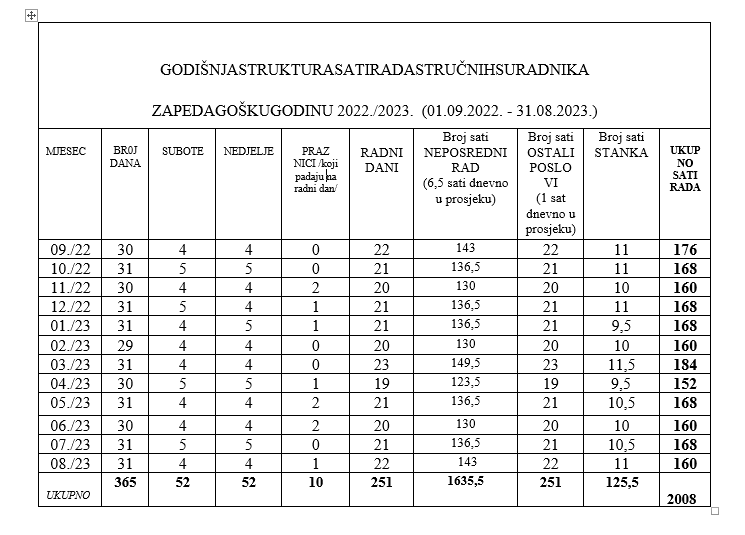 GODIŠNJASTRUKTURASATIRADASTRUČNIHSURADNIKA
ZAPEDAGOŠKUGODINU 2022./2023. (01.09.2022. - 31.08.2023.)
MJESEC BROJ DANA SUBOTE NEDJELJE PRAZ NICI /koji padaju na radni dan/ RADNI DANI Broj sati NEPOSREDNI RAD (6,5 sati dnevno u prosjeku) Broj sati OSTALI POSLO VI (1 sat dnevno u prosjeku) Broj sati STANKA UKUP NO SATI RADA
09./22 30 4 4 0 22 143 22 11 176
10./22 31 5 5 0 21 136,5 21 11 168
11./22 30 4 4 2 20 130 20 10 160
12./22 31 5 4 1 21 136,5 21 11 168
01./23 31 4 5 1 21 136,5 21 9,5 168
02./23 29 4 4 0 20 130 20 10 160
03./23 31 4 4 0 23 149,5 23 11,5 184
04./23 30 5 5 1 19 123,5 19 9,5 152
05./23 31 4 4 2 21 136,5 21 10,5 168
06./23 30 4 4 2 20 130 20 10 160
07./23 31 5 5 0 21 136,5 21 10,5 168
08./23 31 4 4 1 22 143 22 11 160
UKUPNO 365 52 52 10 251 1635,5 251 125,5 2008